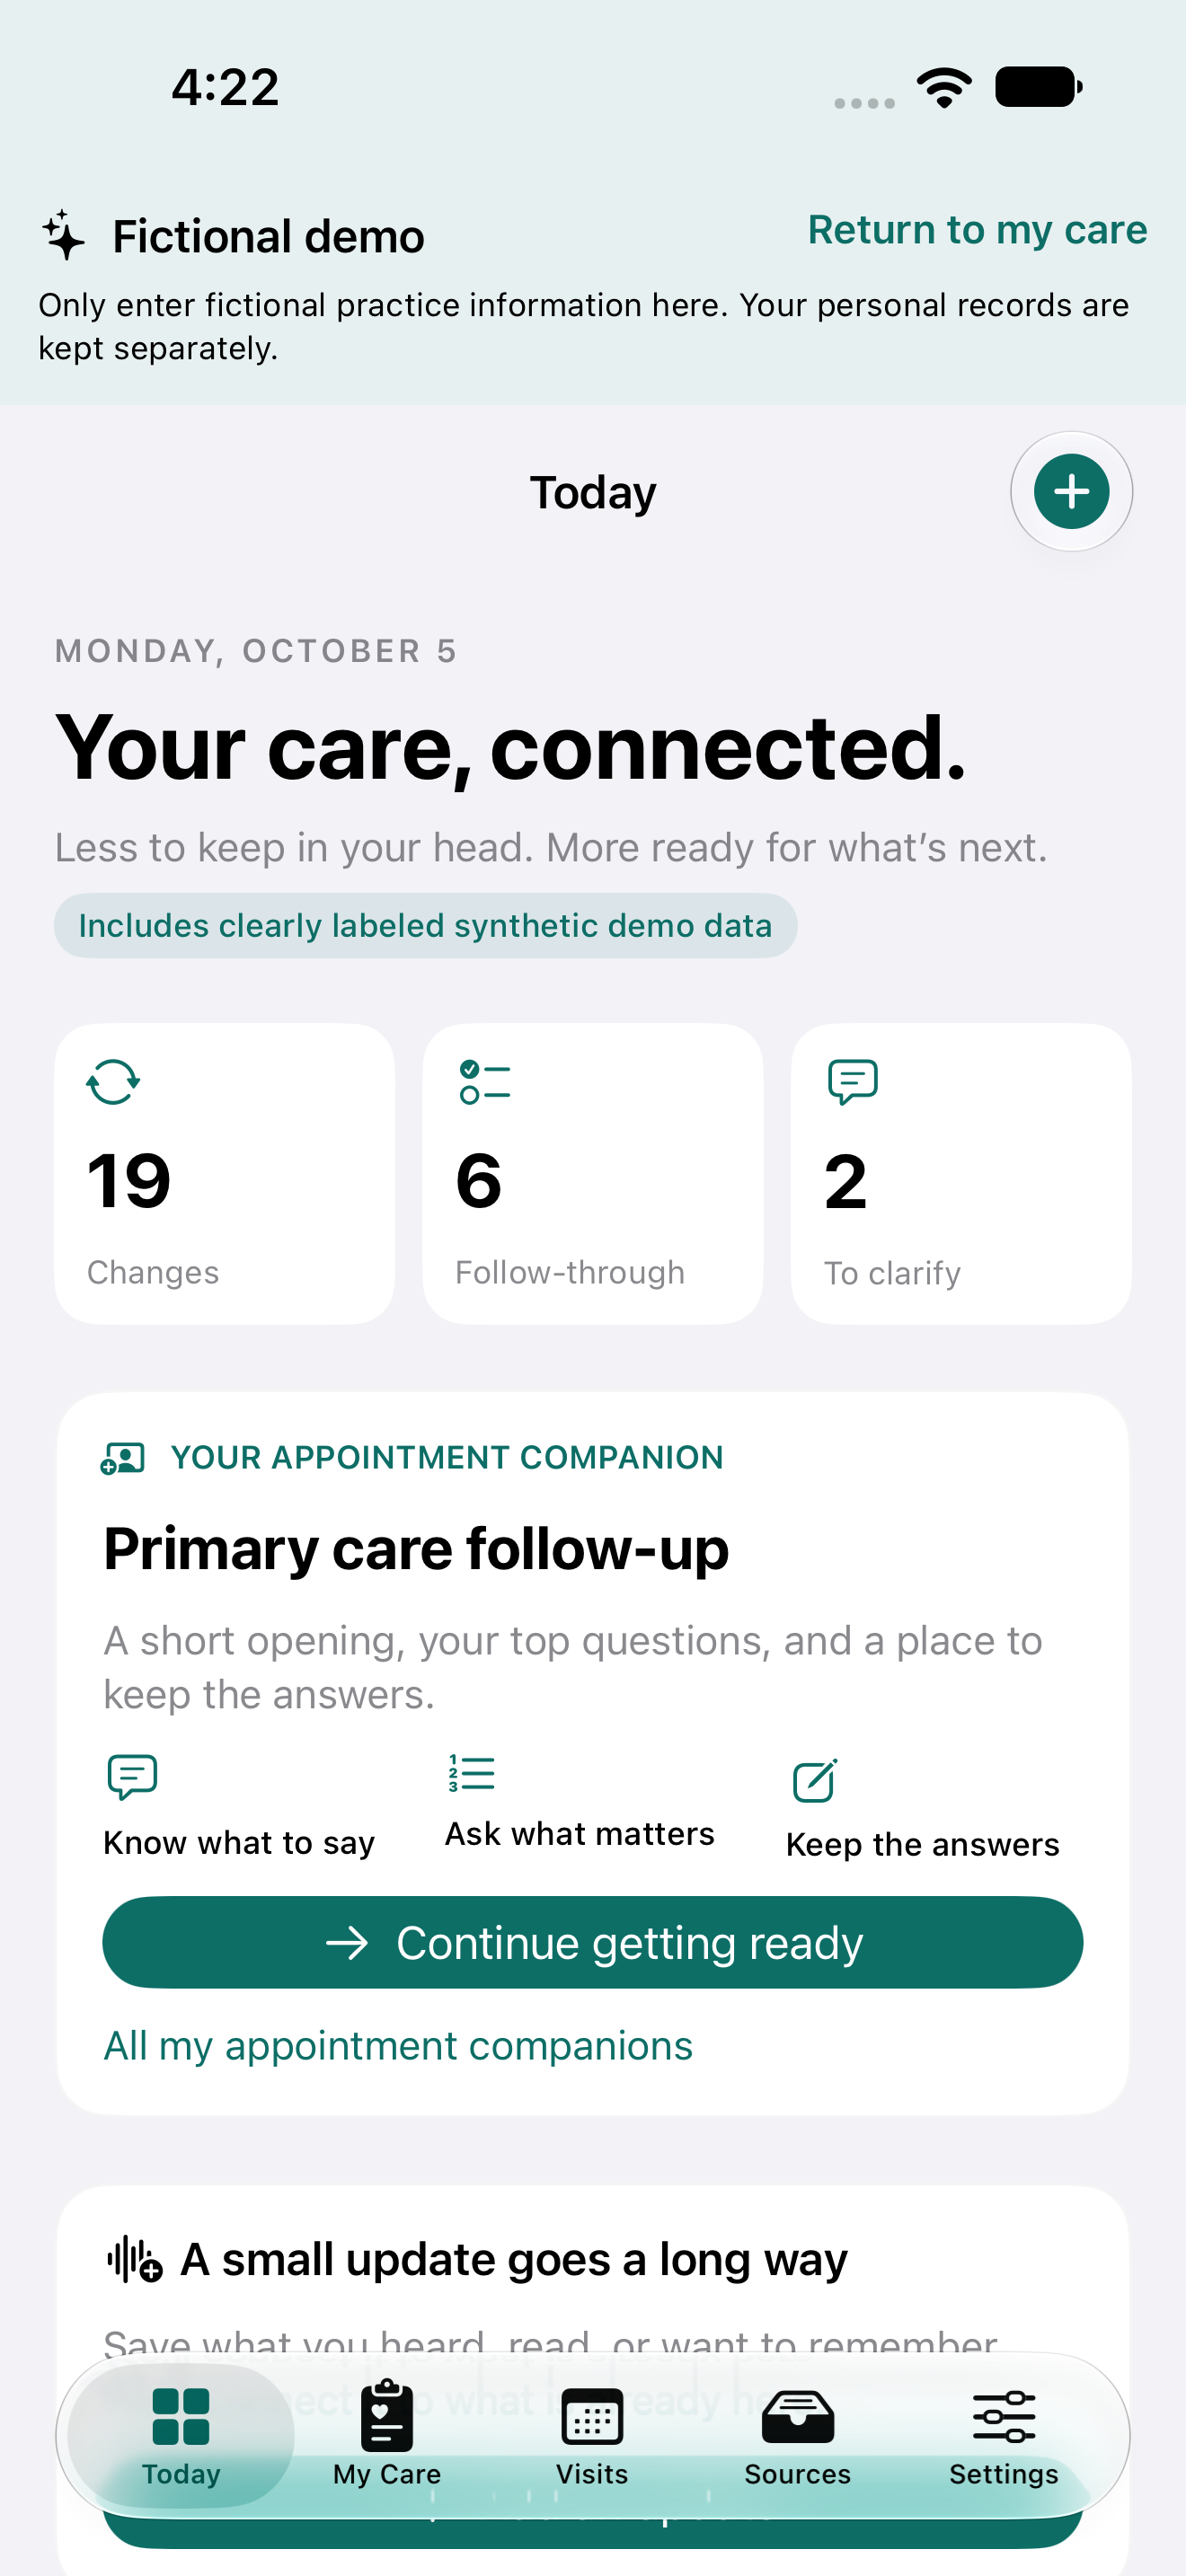 4:22
Fictional demo
Return to my care
Only enter fictional practice information here. Your personal records are
kept separately.
Today
MONDAY, OCTOBER 5
Your care, connected.
Less to keep in your head. More ready for what’s next.
Includes clearly labeled synthetic demo data
19
Changes
6
Follow-through
2
To clarify
YOUR APPOINTMENT COMPANION
Primary care follow-up
A short opening, your top questions, and a place to
keep the answers.
Know what to say
Ask what matters
Keep the answers
Continue getting ready
All my appointment companions
A small update goes a long way
Save what you heard, read, or want to remember
what is already
Today
My Care
Visits
Sources
Settings